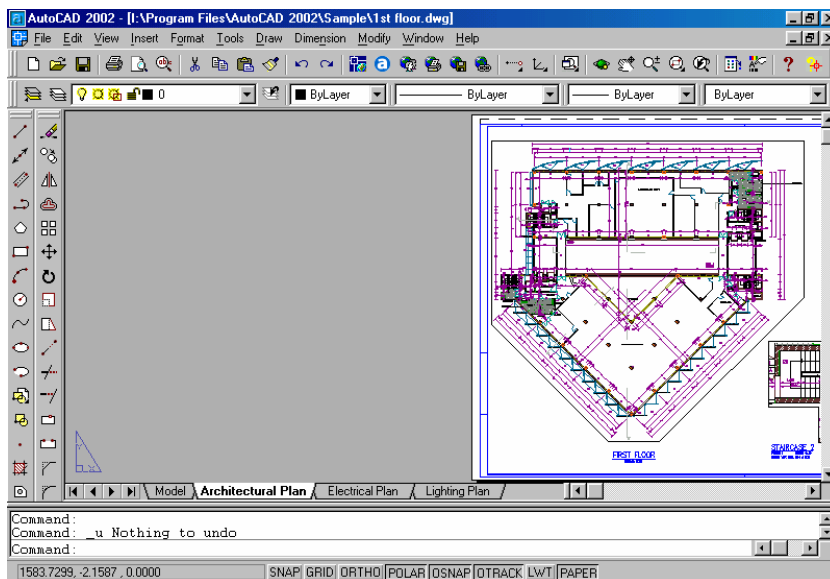 AutoCAD 2002 - [I:\Program Files\AutoCAD 2002\Sample\1st floor.dwg]
File Edit View Insert Format Tools Draw Dimension Modify Window Help
0 ByLayer ByLayer ByLayer ByLayer
FIRST FLOOR
STAIRCASE 2
Model Architectural Plan Electrical Plan Lighting Plan
Command:
Command: _u Nothing to undo
Command:
1583.7299, -2.1587 , 0.0000 SNAP GRID ORTHO POLAR OSNAP OTRACK LWT PAPER